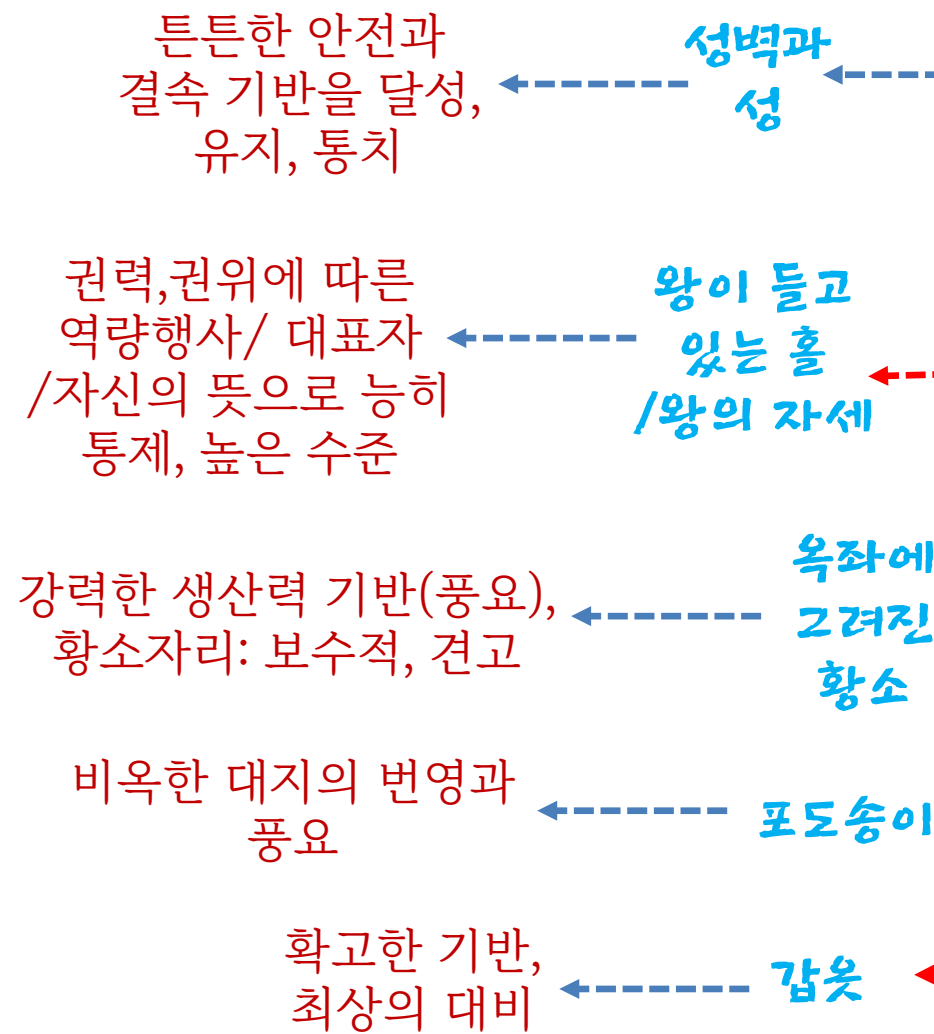 튼튼한 안전과
결속 기반을 달성,
유지, 통치
성벽과
성
권력,권위에 따른
역량행사/ 대표자
/자신의 뜻으로 능히
통제, 높은 수준
왕이 들고
있는 홀
/왕의 자세
강력한 생산력 기반(풍요),
황소자리: 보수적, 견고
옥좌에
그려진
황소
비옥한 대지의 번영과
풍요
포도송이
확고한 기반,
최상의 대비
갑옷